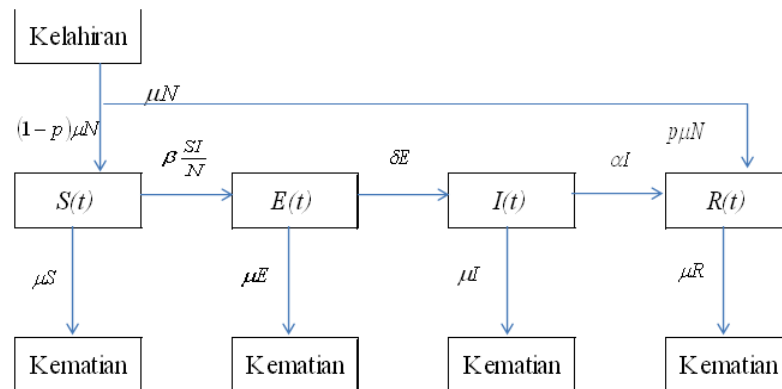 Kelahiran
μN
(1−p)μN
pμN
β SI/N
δE
αI
S(t)
E(t)
I(t)
R(t)
μS
μE
μI
μR
Kematian
Kematian
Kematian
Kematian